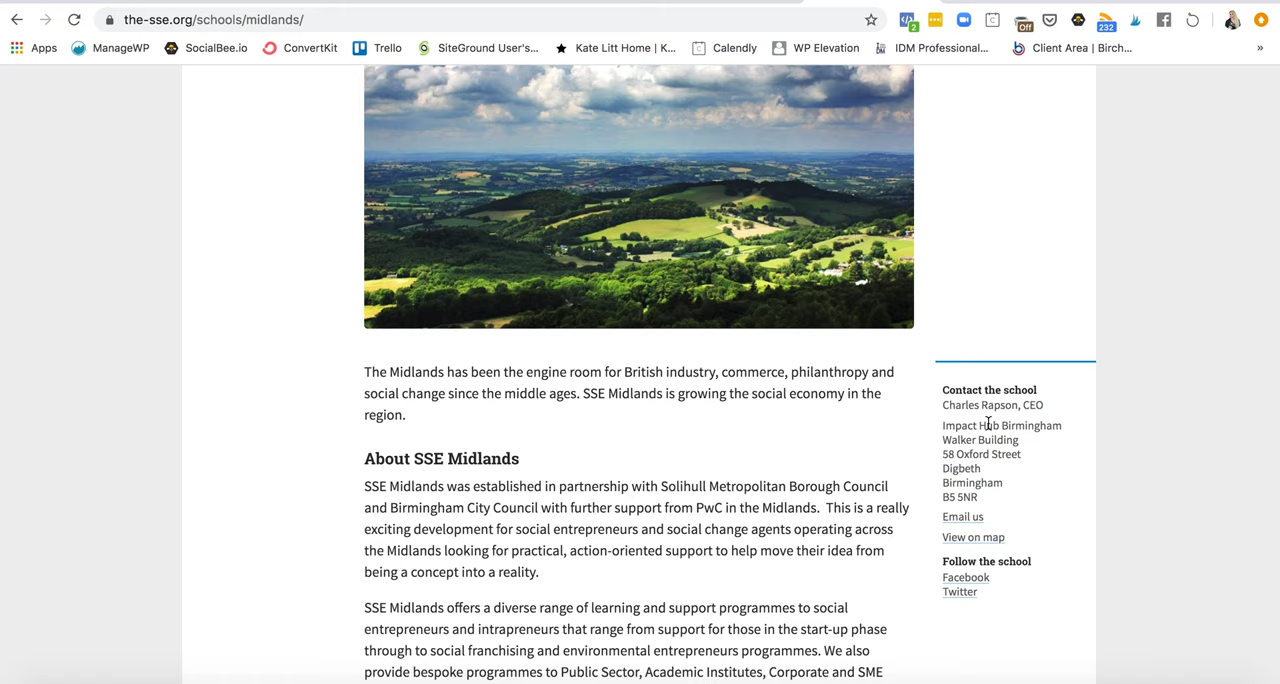 the-sse.org/schools/midlands/
2
Off
232
Apps
ManageWP
SocialBee.io
ConvertKit
Trello
SiteGround User's...
Kate Litt Home | K...
Calendly
WP Elevation
IDM Professional...
Client Area | Birch...
»
The Midlands has been the engine room for British industry, commerce, philanthropy and
social change since the middle ages. SSE Midlands is growing the social economy in the
region.
About SSE Midlands
SSE Midlands was established in partnership with Solihull Metropolitan Borough Council
and Birmingham City Council with further support from PwC in the Midlands.  This is a really
exciting development for social entrepreneurs and social change agents operating across
the Midlands looking for practical, action-oriented support to help move their idea from
being a concept into a reality.
SSE Midlands offers a diverse range of learning and support programmes to social
entrepreneurs and intrapreneurs that range from support for those in the start-up phase
through to social franchising and environmental entrepreneurs programmes. We also
provide bespoke programmes to Public Sector, Academic Institutes, Corporate and SME
Contact the school
Charles Rapson, CEO
Impact Hub Birmingham
Walker Building
58 Oxford Street
Digbeth
Birmingham
B5 5NR
Email us
View on map
Follow the school
Facebook
Twitter